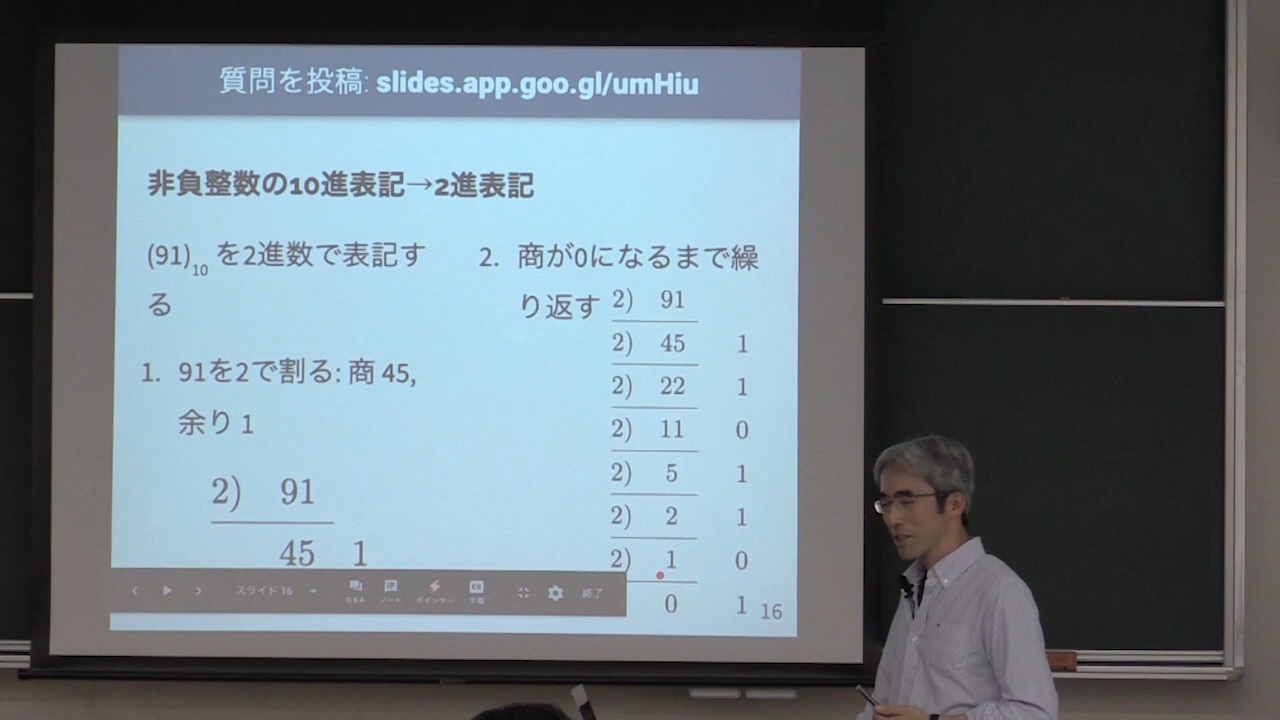 質問を投稿: slides.app.goo.gl/umHiu
非負整数の10進表記→2進表記
(91)10 を2進数で表記す
る
1. 91を2で割る: 商 45,
余り 1
2) 91
45 1
2. 商が0になるまで繰
り返す
2) 91
2) 45 1
2) 22 1
2) 11 0
2) 5 1
2) 2 1
2) 1 0
0 1
スライド 16
Q&A ノート ポインター 字幕 終了
16